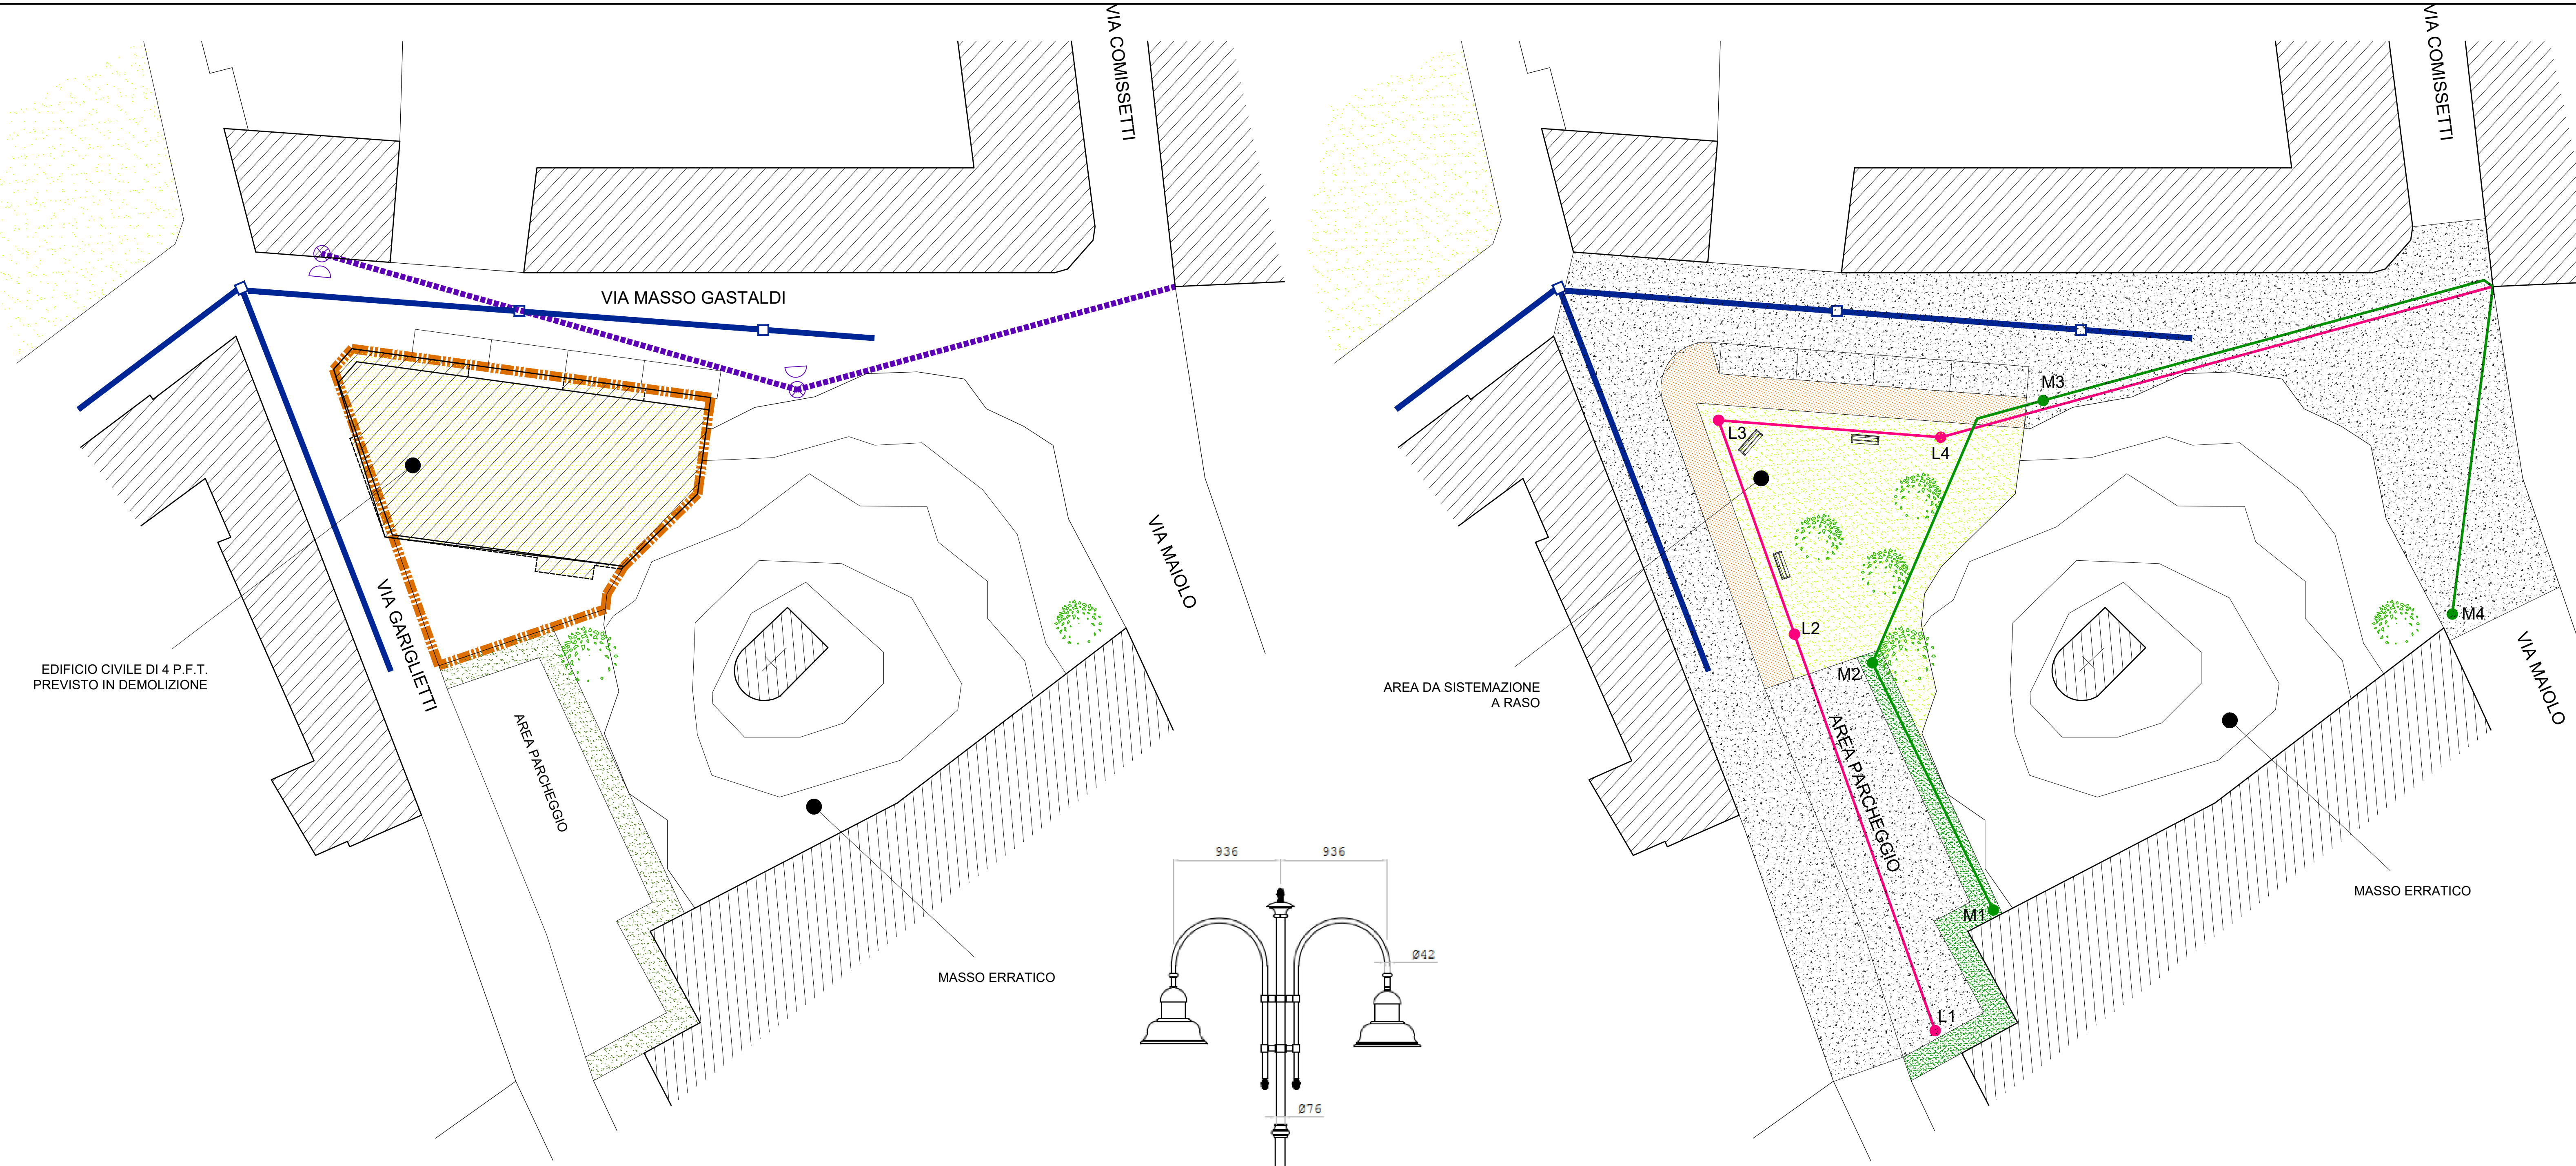 VIA COMISSETTI
VIA MASSO GASTALDI
VIA MAIOLO
VIA GARIGLIETTI
EDIFICIO CIVILE DI 4 P.F.T.
PREVISTO IN DEMOLIZIONE
AREA PARCHEGGIO
MASSO ERRATICO
936
936
Ø42
Ø76
VIA COMISSETTI
M3
L3
L4
L2
M4
M2
VIA MAIOLO
AREA DA SISTEMAZIONE
A RASO
AREA PARCHEGGIO
MASSO ERRATICO
M1
L1